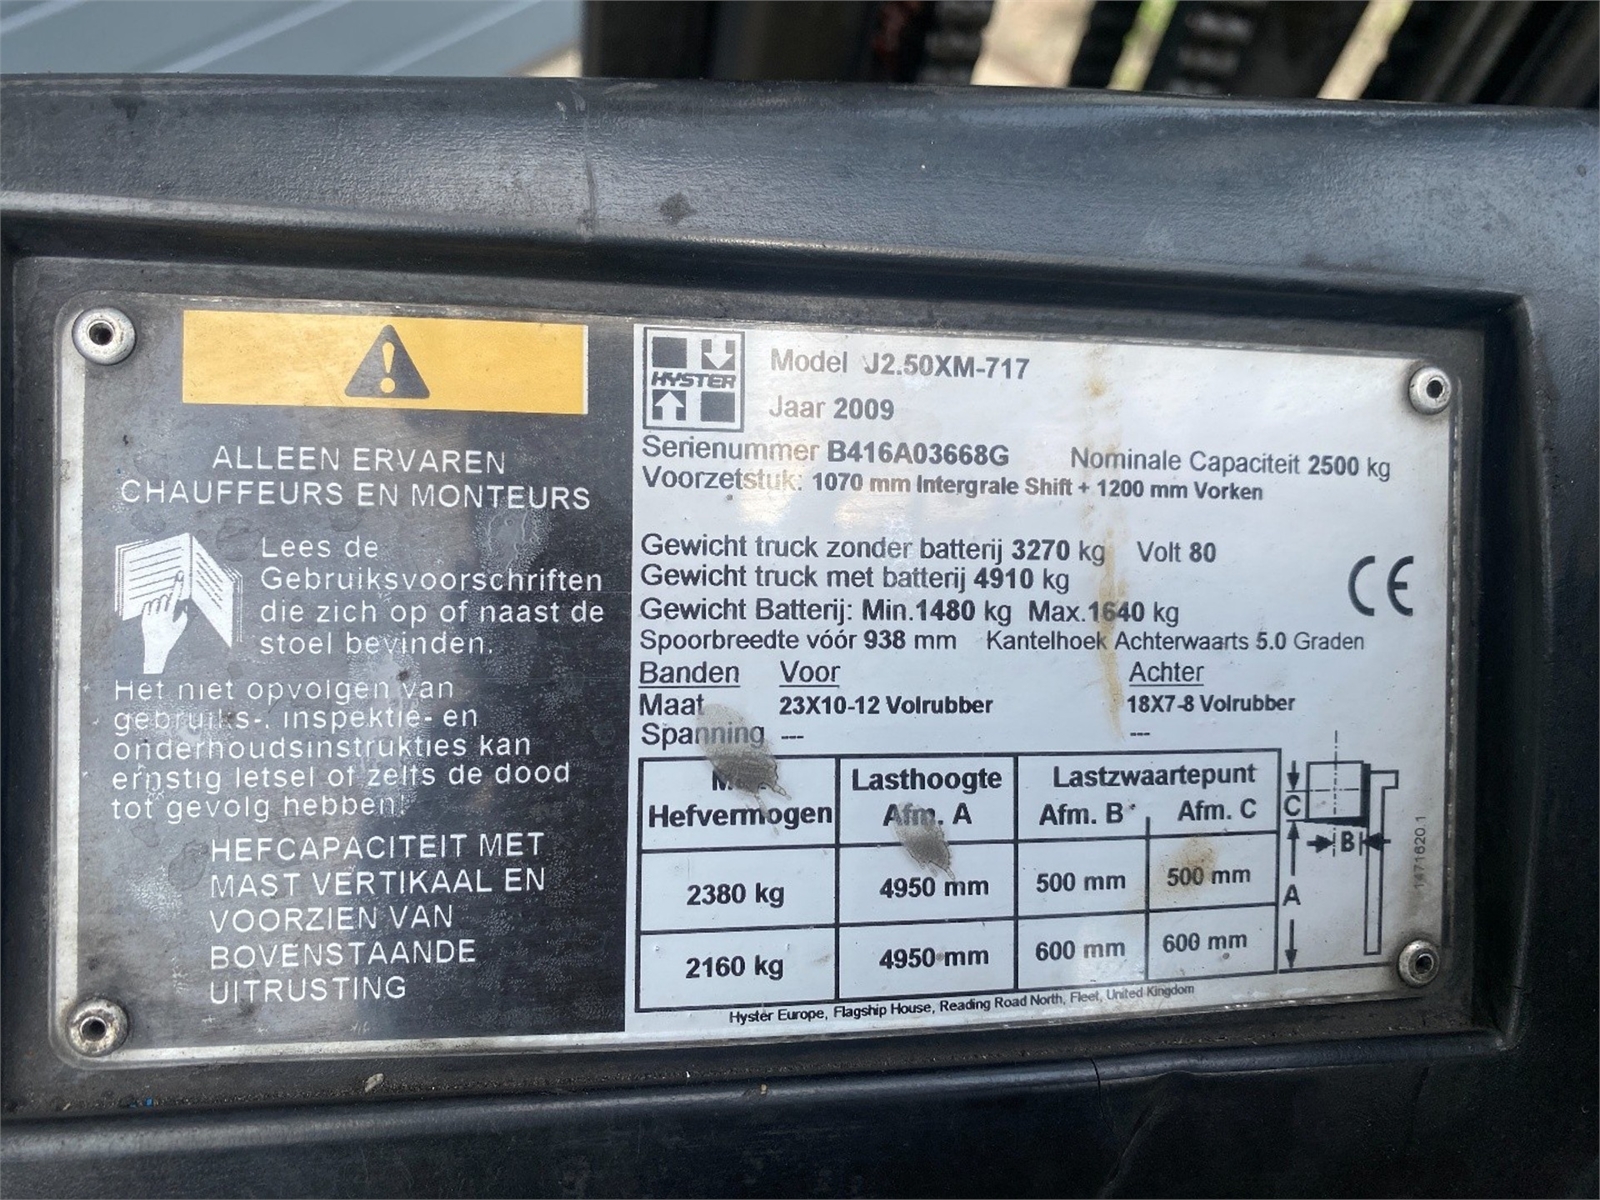 ALLEEN ERVAREN
CHAUFFEURS EN MONTEURS
Lees de
Gebruiksvoorschriften
die zich op of naast de
stoel bevinden.
Het niet opvolgen van
gebruiks-, inspektie- en
onderhoudsinstrukties kan
ernstig letsel of zelfs de dood
tot gevolg hebben!
HEFCAPACITEIT MET
MAST VERTIKAAL EN
VOORZIEN VAN
BOVENSTAANDE
UITRUSTING
HYSTER
Model J2.50XM-717
Jaar 2009
Serienummer B416A03668G Nominale Capaciteit 2500 kg
Voorzetstuk: 1070 mm Intergrale Shift + 1200 mm Vorken
Gewicht truck zonder batterij 3270 kg Volt 80
Gewicht truck met batterij 4910 kg
CE
Gewicht Batterij: Min.1480 kg Max.1640 kg
Spoorbreedte vóór 938 mm Kantelhoek Achterwaarts 5.0 Graden
Banden Voor Achter
Maat 23X10-12 Volrubber 18X7-8 Volrubber
Spanning --- ---
Lasthoogte Lastzwaartepunt
Hefvermogen Afm. A Afm. B Afm. C
2380 kg 4950 mm 500 mm 500 mm
2160 kg 4950 mm 600 mm 600 mm
C
B
A
1471620.1
Hyster Europe, Flagship House, Reading Road North, Fleet, United Kingdom